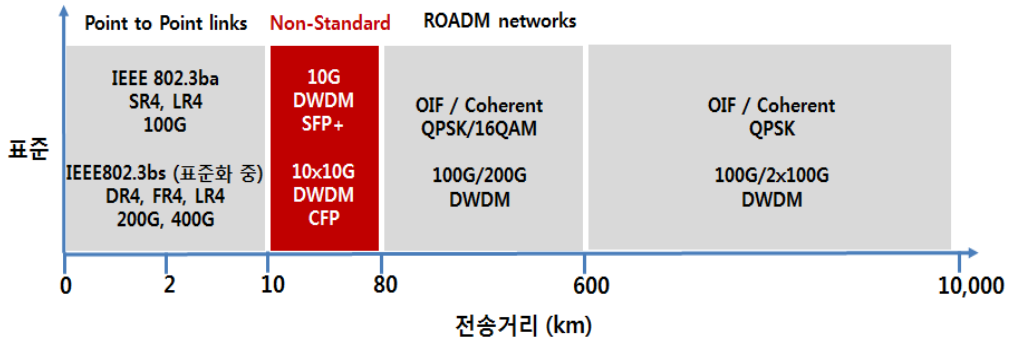 Point to Point links
Non-Standard
ROADM networks
IEEE 802.3ba
SR4, LR4
100G
IEEE802.3bs (표준화 중)
DR4, FR4, LR4
200G, 400G
10G
DWDM
SFP+
10x10G
DWDM
CFP
OIF / Coherent
QPSK/16QAM
100G/200G
DWDM
OIF / Coherent
QPSK
100G/2x100G
DWDM
표준
0
2
10
80
600
10,000
전송거리 (km)